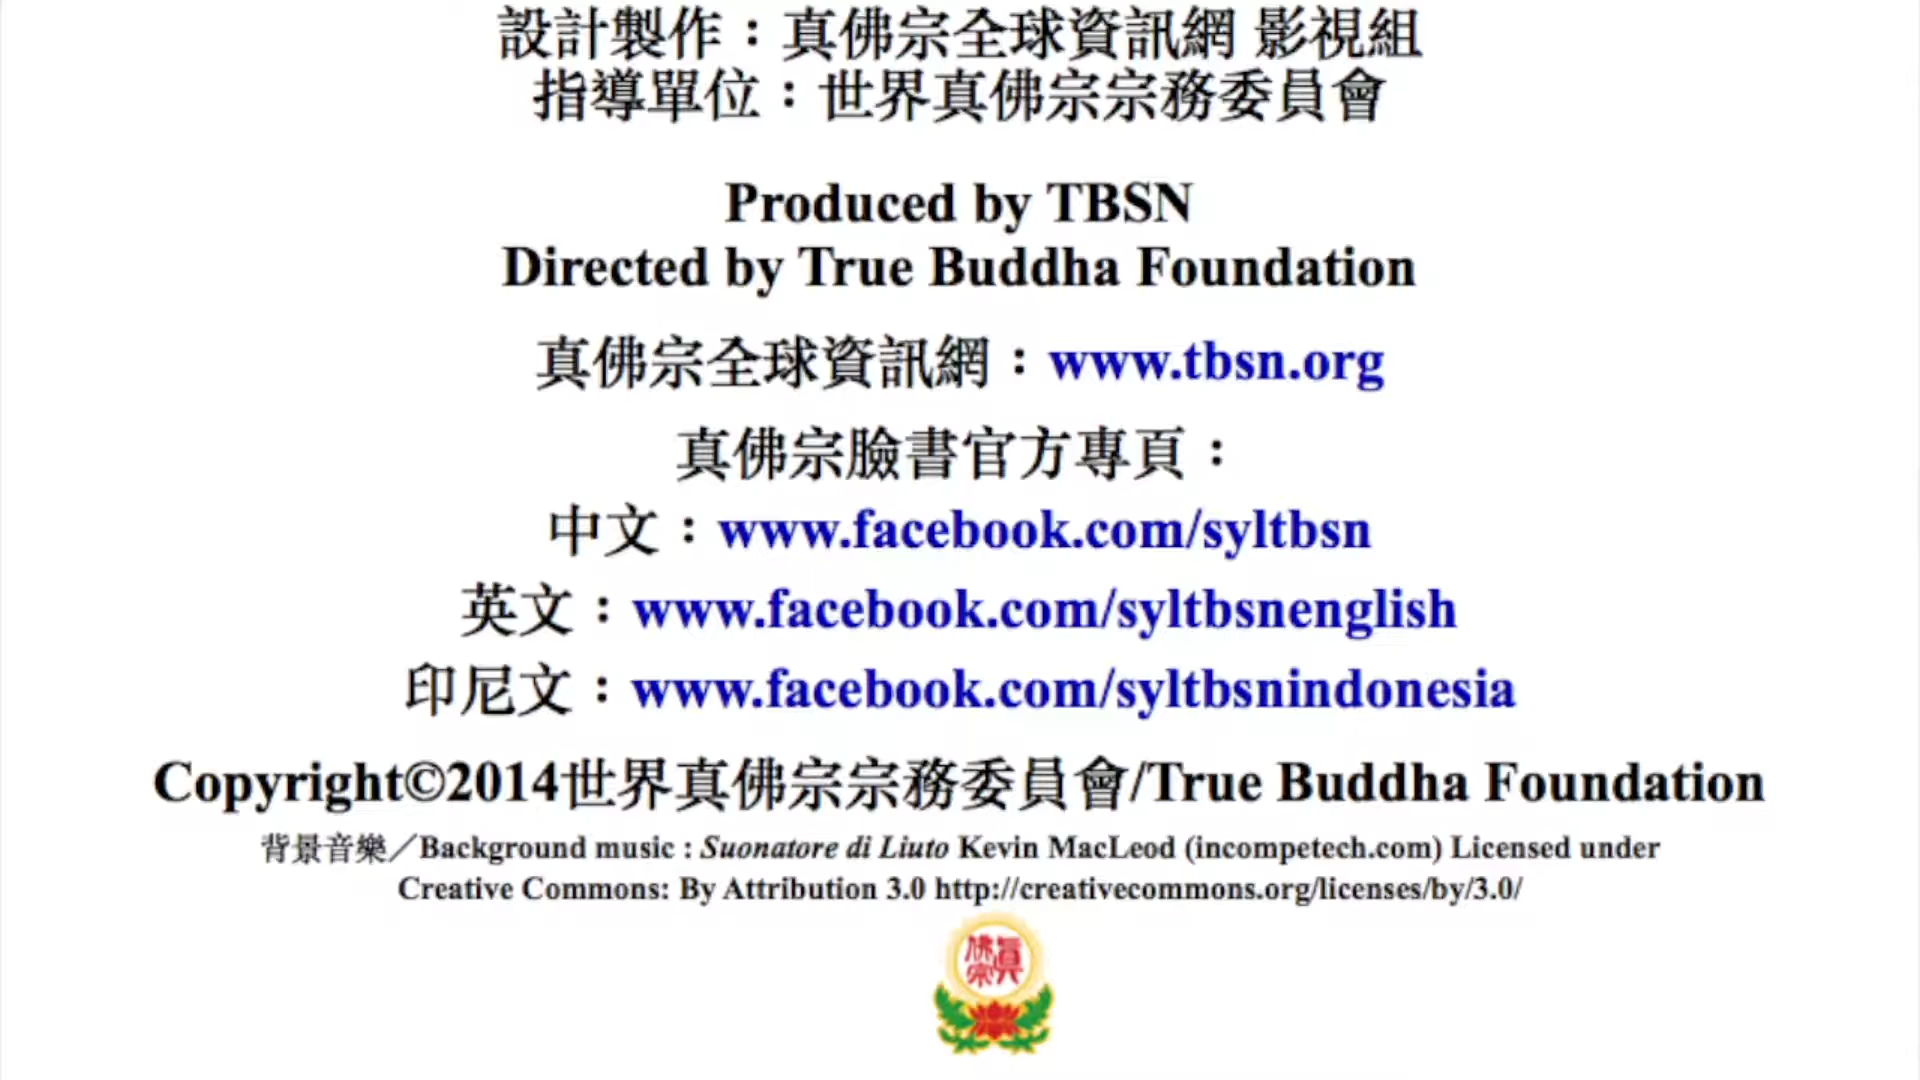 設計製作：真佛宗全球資訊網 影視組
指導單位：世界真佛宗宗務委員會
Produced by TBSN
Directed by True Buddha Foundation
真佛宗全球資訊網：www.tbsn.org
真佛宗臉書官方專頁：
中文：www.facebook.com/syltbsn
英文：www.facebook.com/syltbsnenglish
印尼文：www.facebook.com/syltbsnindonesia
Copyright©2014世界真佛宗宗務委員會/True Buddha Foundation
背景音樂／Background music : Suonatore di Liuto Kevin MacLeod (incompetech.com) Licensed under
Creative Commons: By Attribution 3.0 http://creativecommons.org/licenses/by/3.0/
眞佛宗